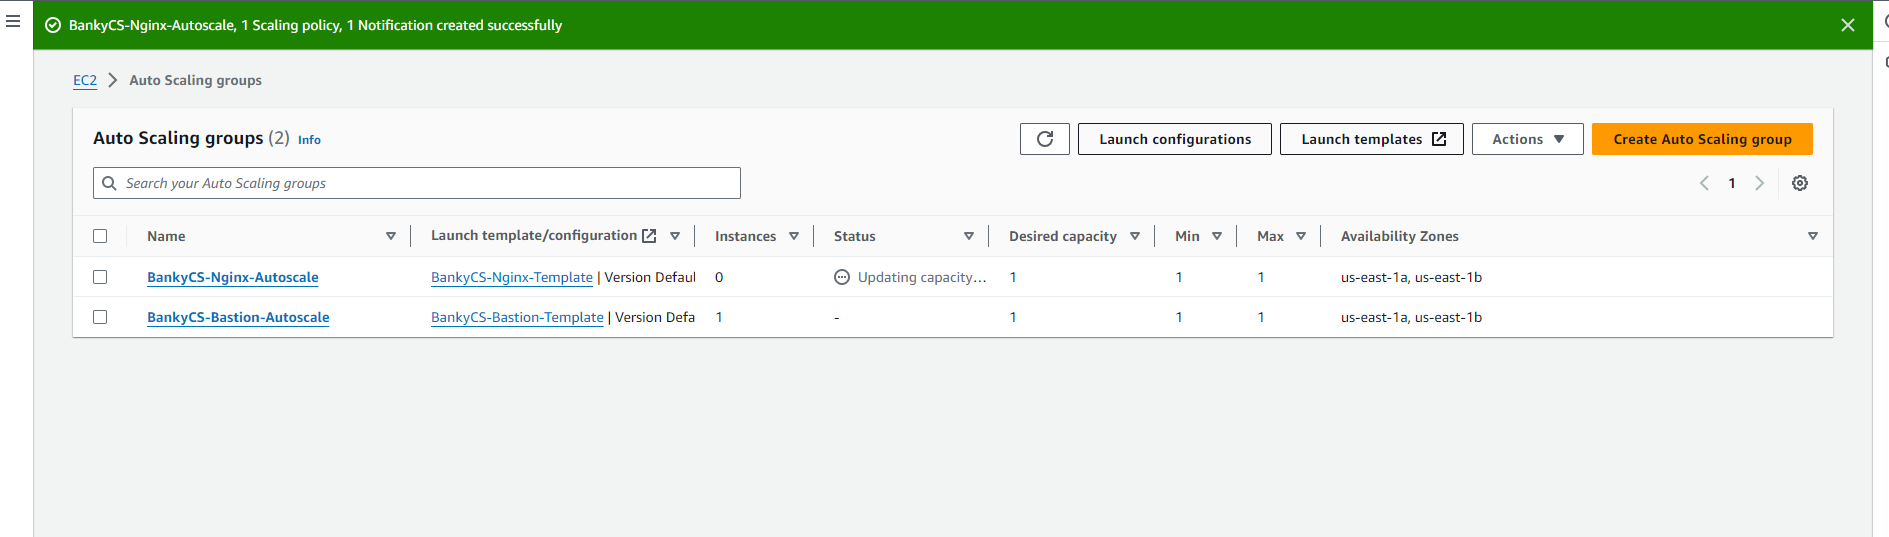 BankyCS-Nginx-Autoscale, 1 Scaling policy, 1 Notification created successfully
EC2 Auto Scaling groups
Auto Scaling groups (2) Info
Launch configurations Launch templates Actions Create Auto Scaling group
Search your Auto Scaling groups
1
Name Launch template/configuration Instances Status Desired capacity Min Max Availability Zones
BankyCS-Nginx-Autoscale BankyCS-Nginx-Template | Version Defaul 0 Updating capacity... 1 1 1 us-east-1a, us-east-1b
BankyCS-Bastion-Autoscale BankyCS-Bastion-Template | Version Defa 1 - 1 1 1 us-east-1a, us-east-1b